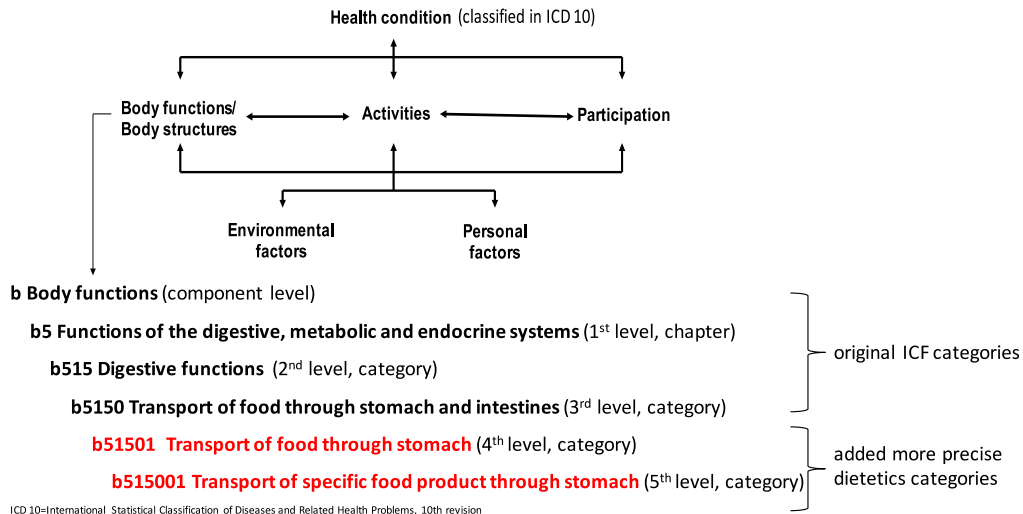 Health condition (classified in ICD 10)
Body functions/
Body structures
Activities
Participation
Environmental
factors
Personal
factors
b Body functions (component level)
b5 Functions of the digestive, metabolic and endocrine systems (1st level, chapter)
b515 Digestive functions (2nd level, category)
b5150 Transport of food through stomach and intestines (3rd level, category)
original ICF categories
b51501 Transport of food through stomach (4th level, category)
b515001 Transport of specific food product through stomach (5th level, category)
added more precise
dietetics categories
ICD 10=International Statistical Classification of Diseases and Related Health Problems, 10th revision